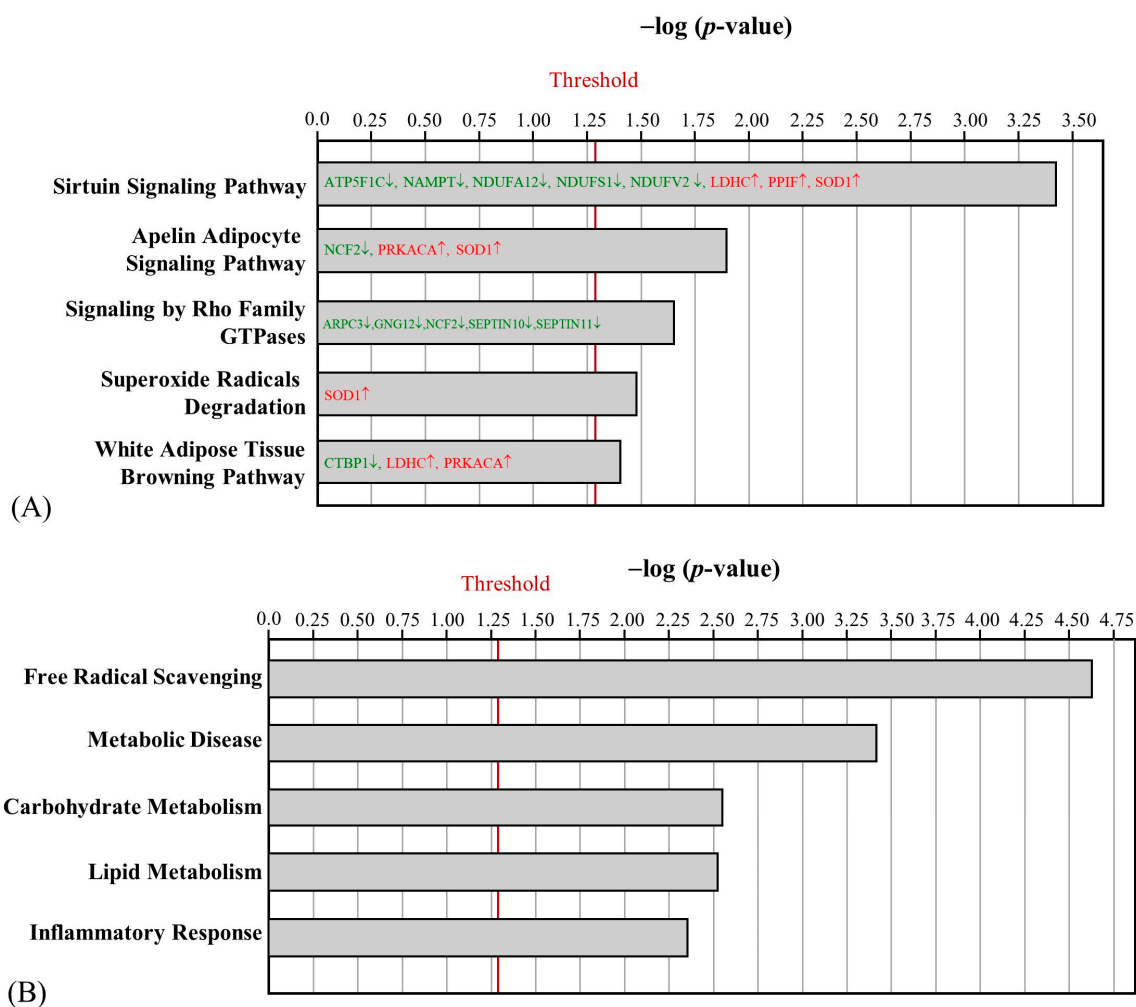 −log (p-value)
Threshold
0.0 0.25 0.50 0.75 1.00 1.25 1.50 1.75 2.00 2.25 2.50 2.75 3.00 3.25 3.50
Sirtuin Signaling Pathway
ATP5F1C↓, NAMPT↓, NDUFA12↓, NDUFS1↓, NDUFV2 ↓, LDHC↑, PPIF↑, SOD1↑
Apelin Adipocyte
Signaling Pathway
NCF2↓, PRKACA↑, SOD1↑
Signaling by Rho Family
GTPases
ARPC3↓,GNG12↓,NCF2↓,SEPTIN10↓,SEPTIN11↓
Superoxide Radicals
Degradation
SOD1↑
White Adipose Tissue
Browning Pathway
CTBP1↓, LDHC↑, PRKACA↑
(A)
−log (p-value)
Threshold
0.0 0.25 0.50 0.75 1.00 1.25 1.50 1.75 2.00 2.25 2.50 2.75 3.00 3.25 3.50 3.75 4.00 4.25 4.50 4.75
Free Radical Scavenging
Metabolic Disease
Carbohydrate Metabolism
Lipid Metabolism
Inflammatory Response
(B)